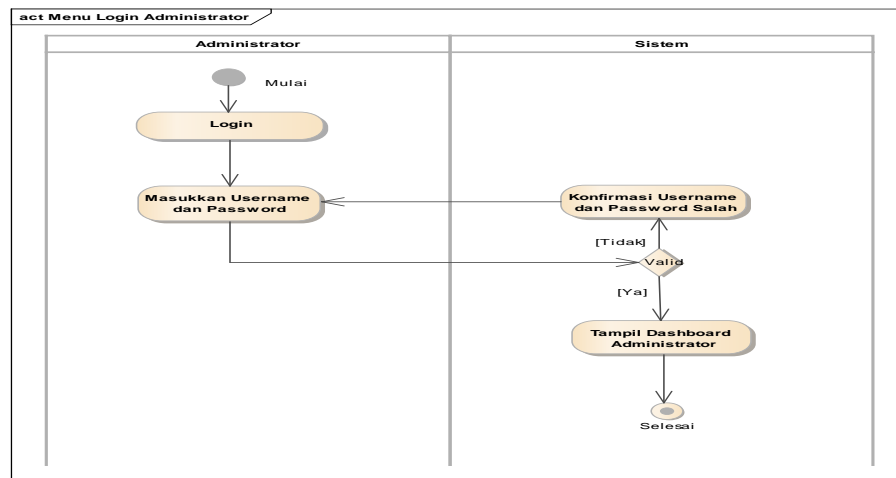 act Menu Login Administrator
Administrator
Sistem
Mulai
Login
Masukkan Username
dan Password
Konfirmasi Username
dan Password Salah
[Tidak]
Valid
[Ya]
Tampil Dashboard
Administrator
Selesai